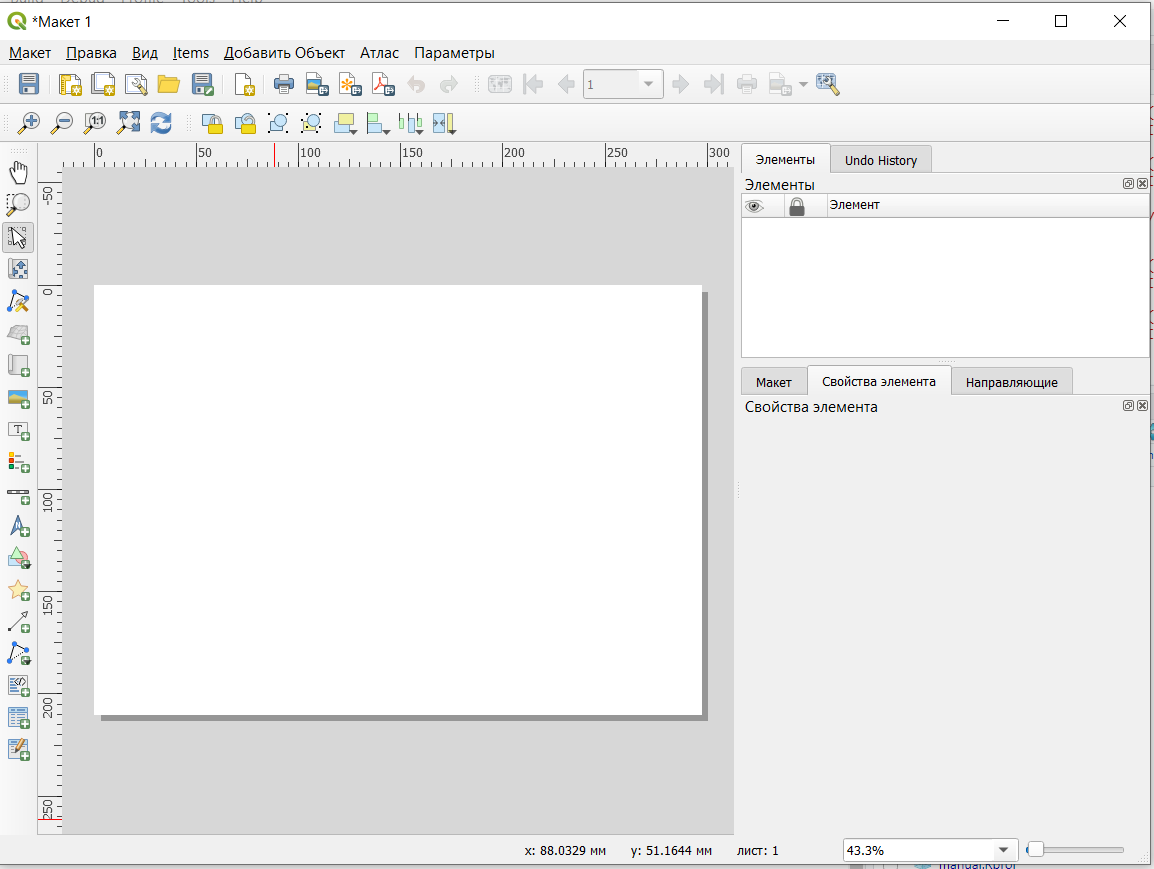 *Макет 1
Макет Правка Вид Items Добавить Объект Атлас Параметры
1
1:1
0 50 100 150 200 250 300
Элементы Undo History
Элементы
Элемент
-50
0
50
100
150
200
250
T
N
Макет Свойства элемента Направляющие
Свойства элемента
x: 88.0329 мм y: 51.1644 мм лист: 1 43.3%